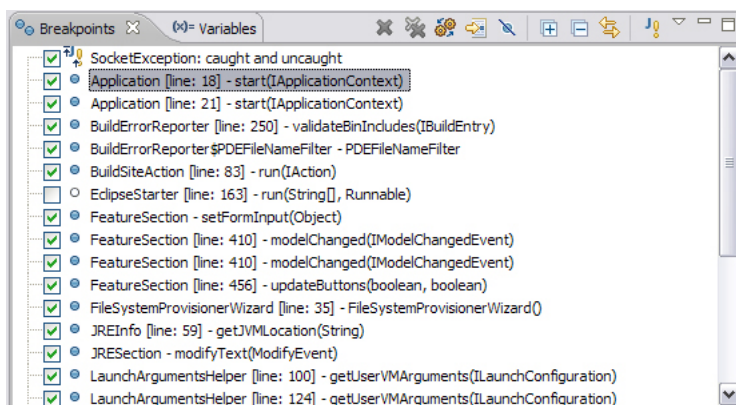 Breakpoints (x)= Variables
SocketException: caught and uncaught
Application [line: 18] - start(IApplicationContext)
Application [line: 21] - start(IApplicationContext)
BuildErrorReporter [line: 250] - validateBinIncludes(IBuildEntry)
BuildErrorReporter$PDEFileNameFilter - PDEFileNameFilter
BuildSiteAction [line: 83] - run(IAction)
EclipseStarter [line: 163] - run(String[], Runnable)
FeatureSection - setFormInput(Object)
FeatureSection [line: 410] - modelChanged(IModelChangedEvent)
FeatureSection [line: 410] - modelChanged(IModelChangedEvent)
FeatureSection [line: 456] - updateButtons(boolean, boolean)
FileSystemProvisionerWizard [line: 35] - FileSystemProvisionerWizard()
JREInfo [line: 59] - getJVMLocation(String)
JRESection - modifyText(ModifyEvent)
LaunchArgumentsHelper [line: 100] - getUserVMArguments(ILaunchConfiguration)
LaunchArgumentsHelper [line: 124] - getUserVMArguments(ILaunchConfiguration)